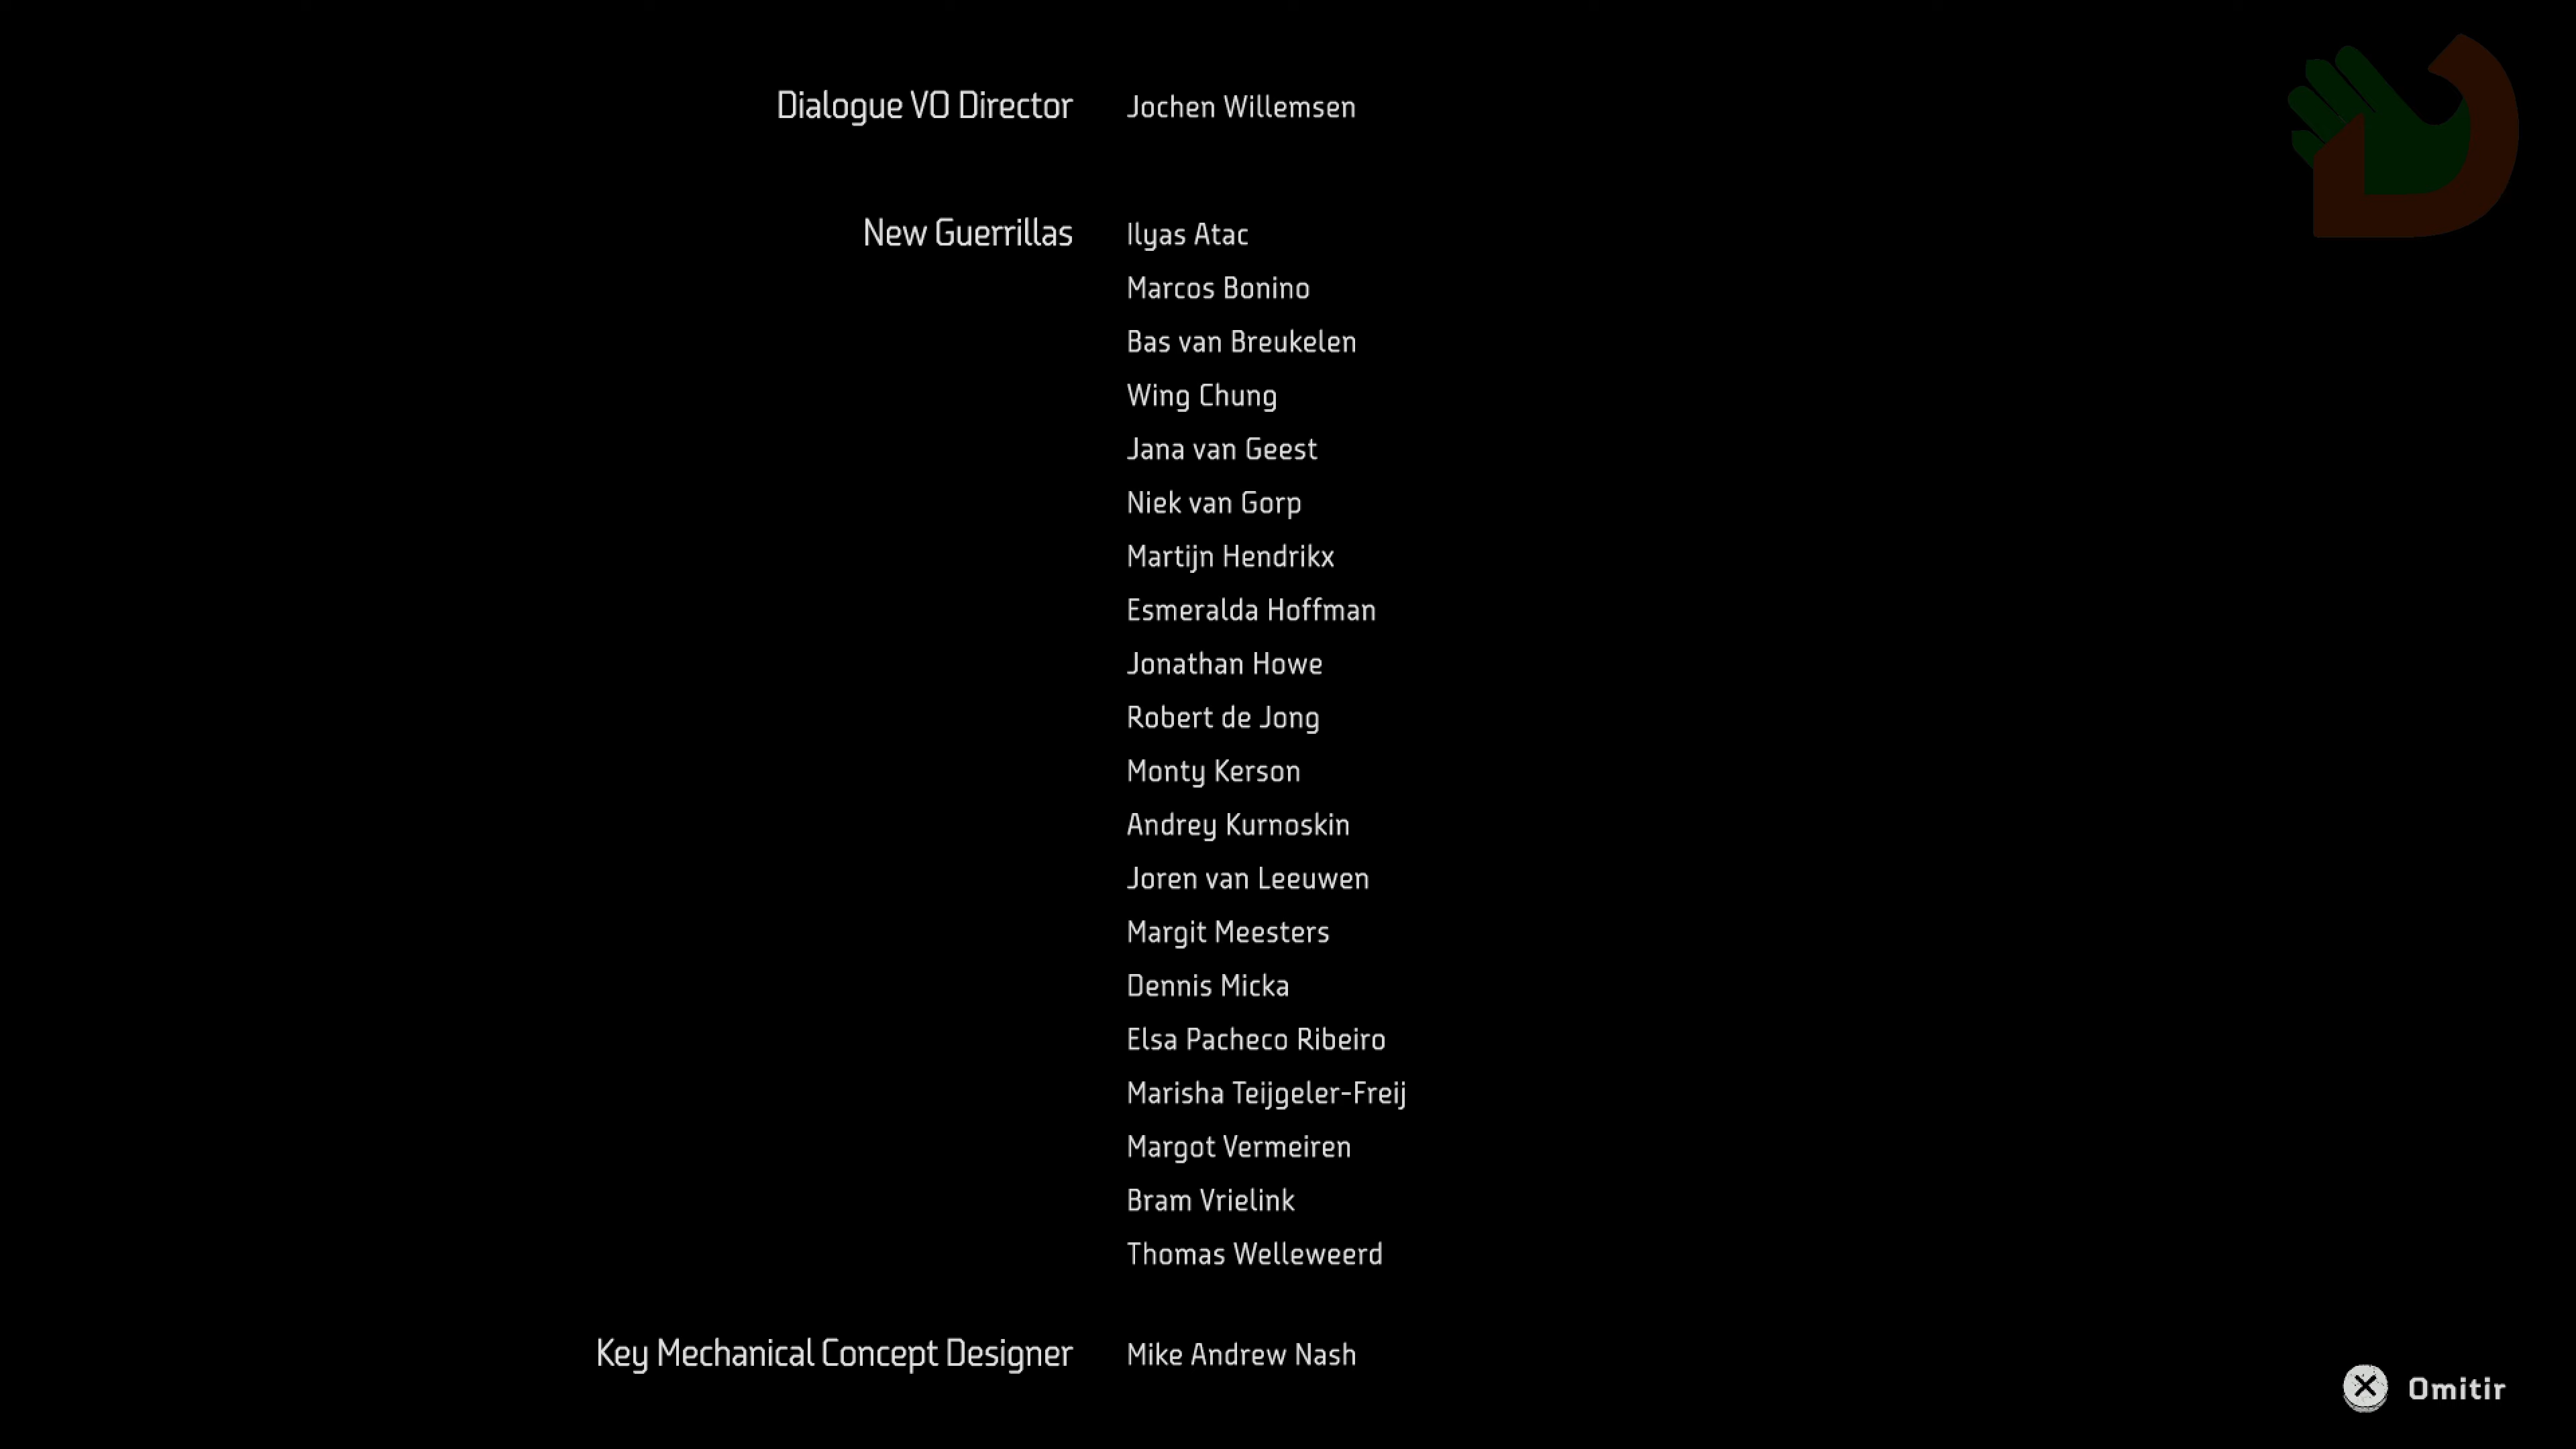 Dialogue VO Director Jochen Willemsen
New Guerrillas Ilyas Atac
Marcos Bonino
Bas van Breukelen
Wing Chung
Jana van Geest
Niek van Gorp
Martijn Hendrikx
Esmeralda Hoffman
Jonathan Howe
Robert de Jong
Monty Kerson
Andrey Kurnoskin
Joren van Leeuwen
Margit Meesters
Dennis Micka
Elsa Pacheco Ribeiro
Marisha Teijgeler-Freij
Margot Vermeiren
Bram Vrielink
Thomas Welleweerd
Key Mechanical Concept Designer Mike Andrew Nash
Omitir